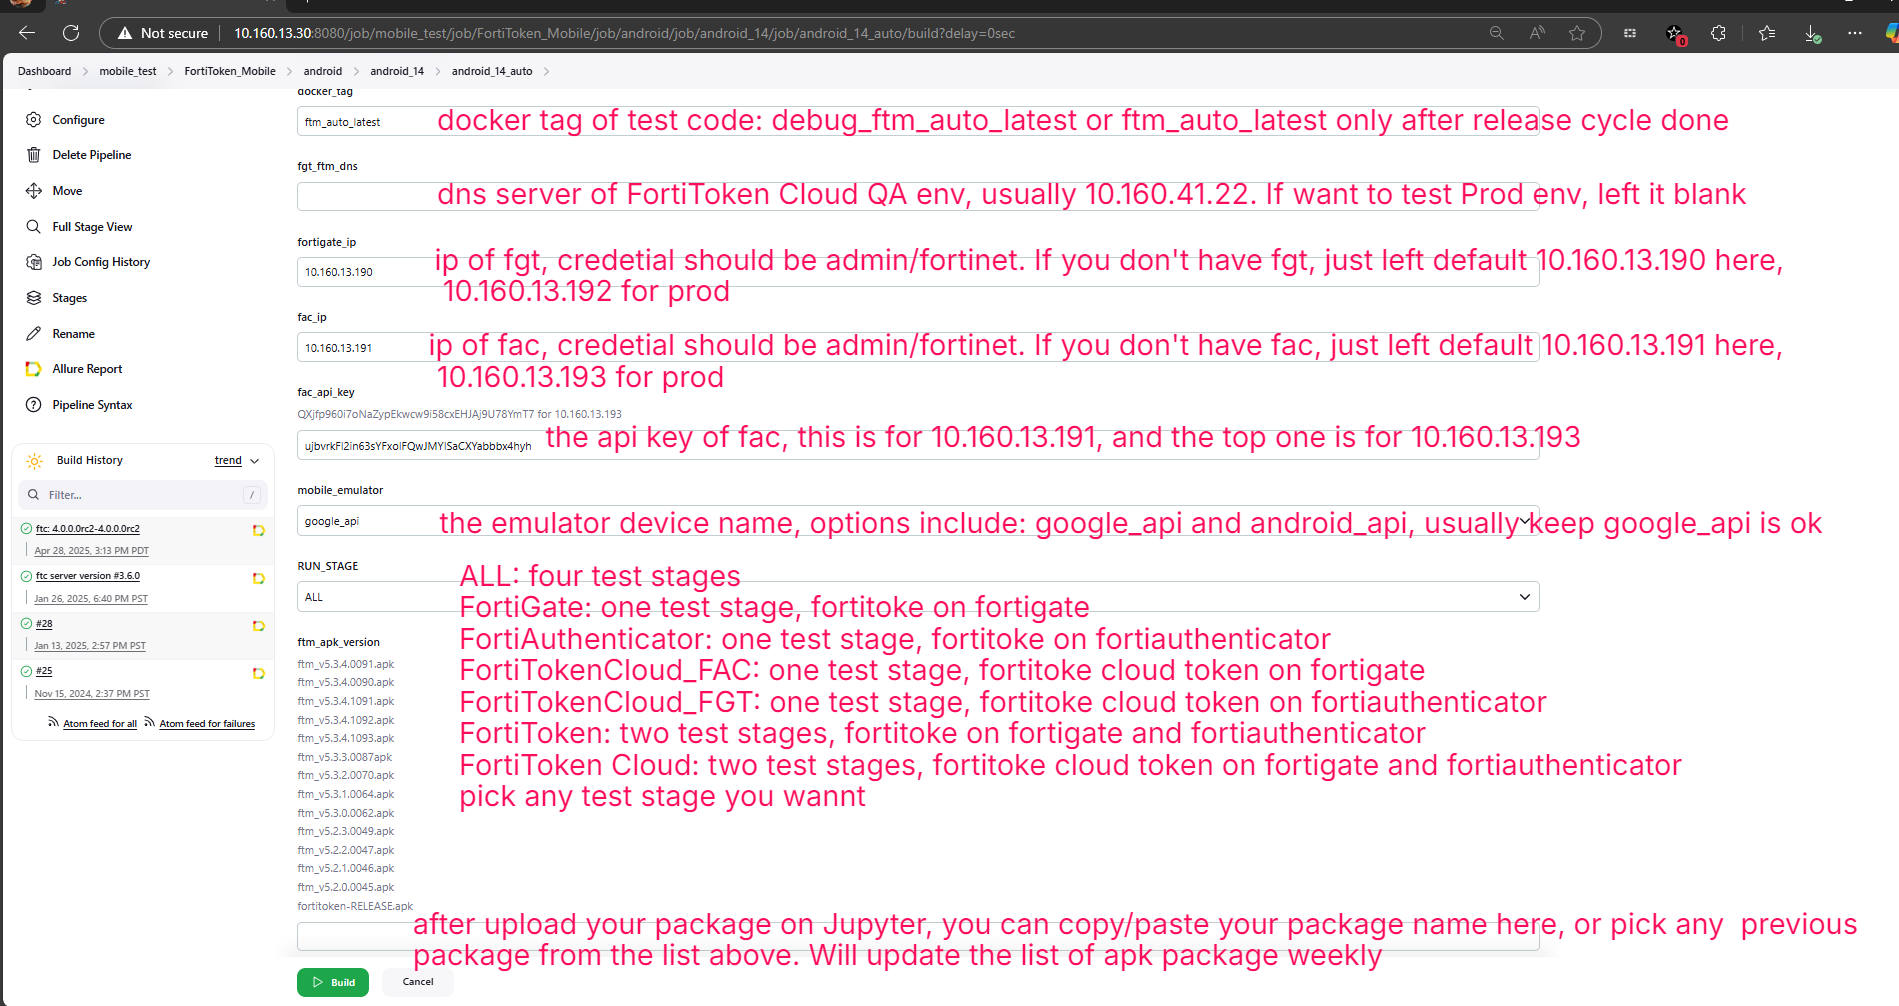 Not secure
10.160.13.30:8080/job/mobile_test/job/FortiToken_Mobile/job/android/job/android_14/job/android_14_auto/build?delay=0sec
0
Dashboard > mobile_test > FortiToken_Mobile > android > android_14 > android_14_auto >
Configure
Delete Pipeline
Move
Full Stage View
Job Config History
Stages
Rename
Allure Report
Pipeline Syntax
Build History
trend
Filter...
/
ftc: 4.0.0.0rc2-4.0.0.0rc2
Apr 28, 2025, 3:13 PM PDT
ftc server version #3.6.0
Jan 26, 2025, 6:40 PM PST
#28
Jan 13, 2025, 2:57 PM PST
#25
Nov 15, 2024, 2:37 PM PST
Atom feed for all
Atom feed for failures
docker_tag
ftm_auto_latest
docker tag of test code: debug_ftm_auto_latest or ftm_auto_latest only after release cycle done
fgt_ftm_dns
dns server of FortiToken Cloud QA env, usually 10.160.41.22. If want to test Prod env, left it blank
fortigate_ip
10.160.13.190
ip of fgt, credetial should be admin/fortinet. If you don't have fgt, just left default 10.160.13.190 here,
10.160.13.192 for prod
fac_ip
10.160.13.191
ip of fac, credetial should be admin/fortinet. If you don't have fac, just left default 10.160.13.191 here,
10.160.13.193 for prod
fac_api_key
QXjfp960i7oNaZypEkwcw9i58cxEHJAj9U78YmT7 for 10.160.13.193
the api key of fac, this is for 10.160.13.191, and the top one is for 10.160.13.193
mobile_emulator
google_api
the emulator device name, options include: google_api and android_api, usually keep google_api is ok
RUN_STAGE
ALL
ALL: four test stages
FortiGate: one test stage, fortitoke on fortigate
FortiAuthenticator: one test stage, fortitoke on fortiauthenticator
FortiTokenCloud_FAC: one test stage, fortitoke cloud token on fortigate
FortiTokenCloud_FGT: one test stage, fortitoke cloud token on fortiauthenticator
FortiToken: two test stages, fortitoke on fortigate and fortiauthenticator
FortiToken Cloud: two test stages, fortitoke cloud token on fortigate and fortiauthenticator
pick any test stage you wannt
ftm_apk_version
ftm_v5.3.4.0091.apk
ftm_v5.3.4.0090.apk
ftm_v5.3.4.1091.apk
ftm_v5.3.4.1092.apk
ftm_v5.3.4.1093.apk
ftm_v5.3.3.0087apk
ftm_v5.3.2.0070.apk
ftm_v5.3.1.0064.apk
ftm_v5.3.0.0062.apk
ftm_v5.2.3.0049.apk
ftm_v5.2.2.0047.apk
ftm_v5.2.1.0046.apk
ftm_v5.2.0.0045.apk
fortitoken-RELEASE.apk
after upload your package on Jupyter, you can copy/paste your package name here, or pick any previous
package from the list above. Will update the list of apk package weekly
Build
Cancel